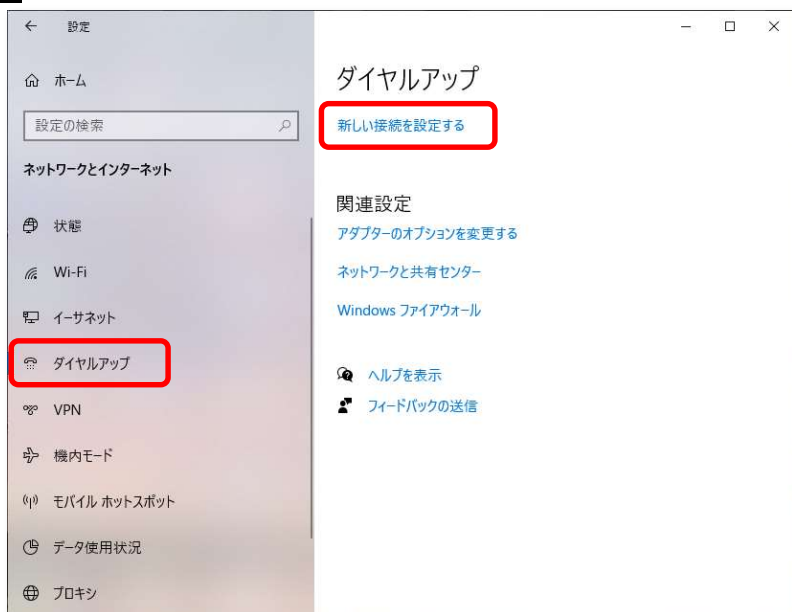 設定
ホーム
設定の検索
ネットワークとインターネット
状態
Wi-Fi
イーサネット
ダイヤルアップ
VPN
機内モード
モバイル ホットスポット
データ使用状況
プロキシ
ダイヤルアップ
新しい接続を設定する
関連設定
アダプターのオプションを変更する
ネットワークと共有センター
Windows ファイアウォール
ヘルプを表示
フィードバックの送信